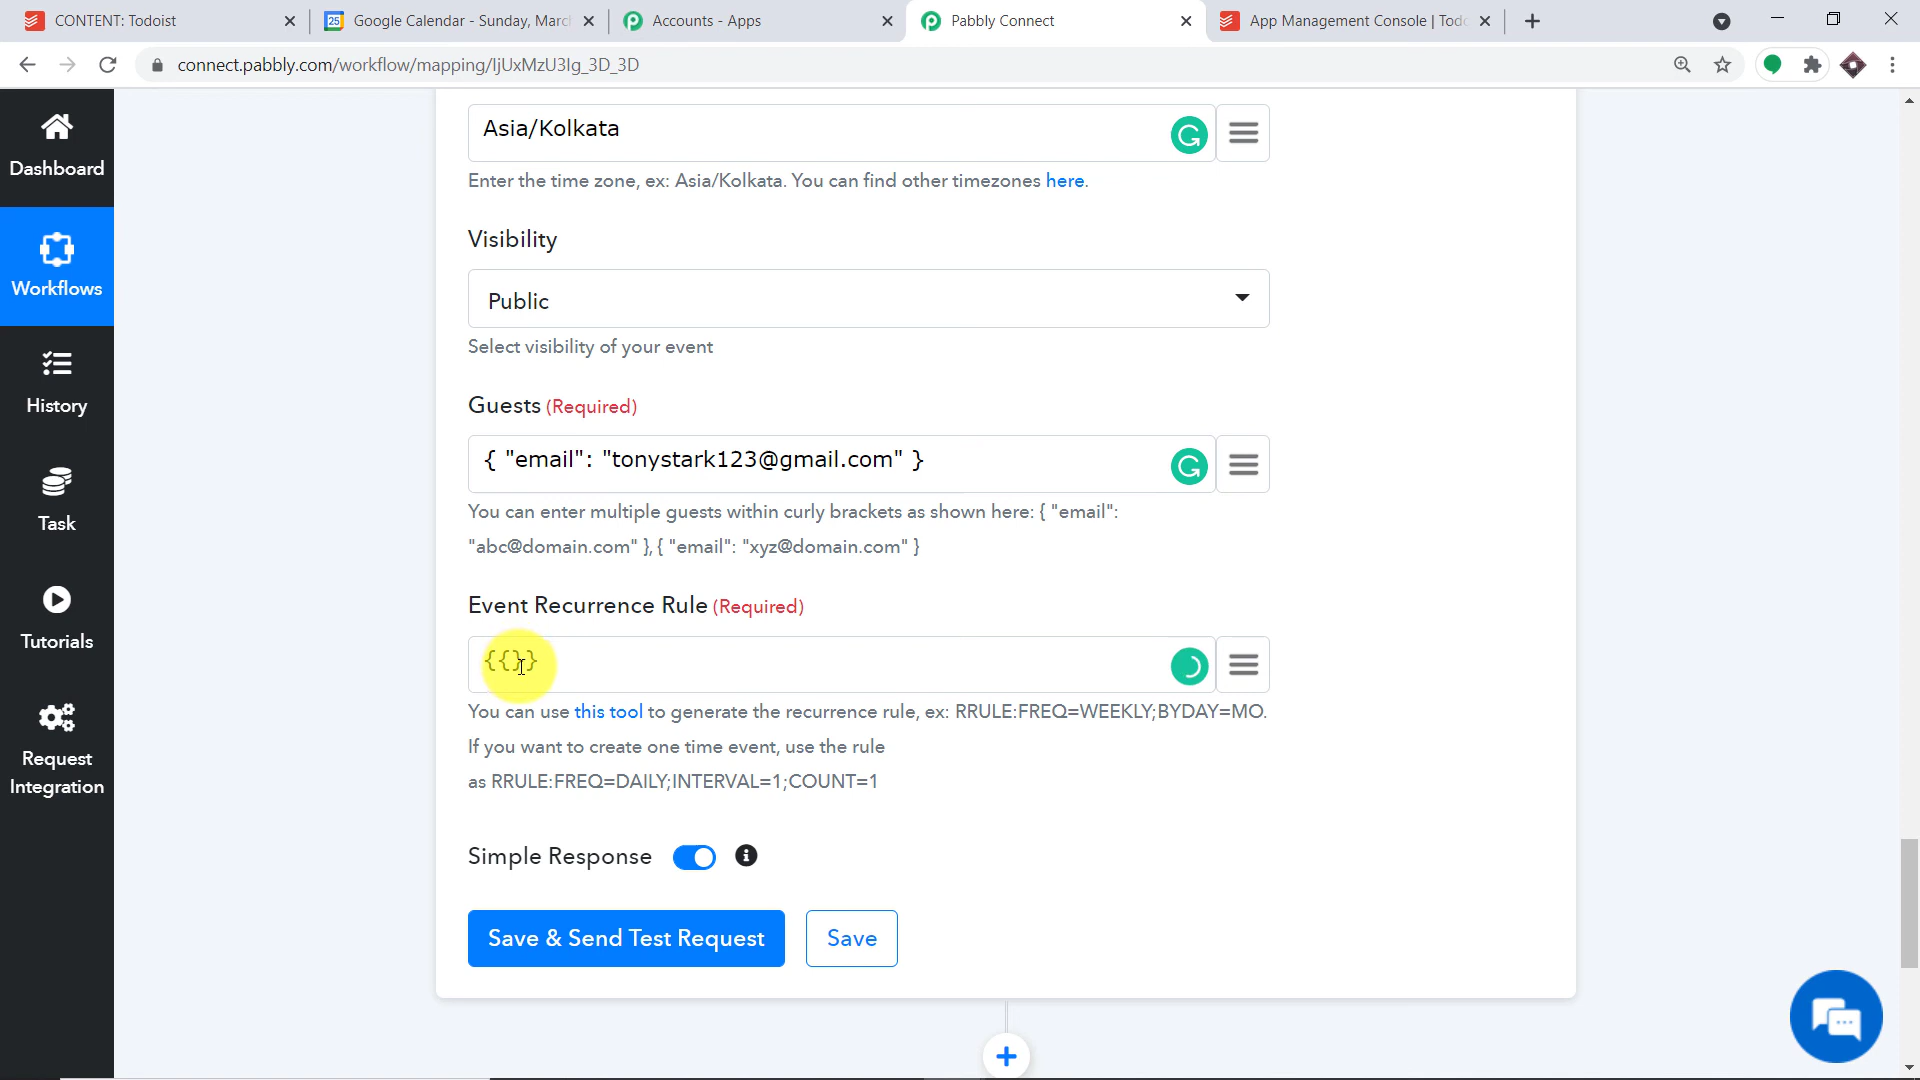 CONTENT: Todoist
Google Calendar - Sunday, Marc
Accounts - Apps
Pabbly Connect
App Management Console | Todo
connect.pabbly.com/workflow/mapping/IjUxMzU3Ig_3D_3D
Dashboard
Workflows
History
Task
Tutorials
Request
Integration
Asia/Kolkata
Enter the time zone, ex: Asia/Kolkata. You can find other timezones here.
Visibility
Public
Select visibility of your event
Guests (Required)
{ "email": "tonystark123@gmail.com" }
You can enter multiple guests within curly brackets as shown here: { "email":
"abc@domain.com" },{ "email": "xyz@domain.com" }
Event Recurrence Rule (Required)
{{}}
You can use this tool to generate the recurrence rule, ex: RRULE:FREQ=WEEKLY;BYDAY=MO.
If you want to create one time event, use the rule
as RRULE:FREQ=DAILY;INTERVAL=1;COUNT=1
Simple Response
Save & Send Test Request
Save